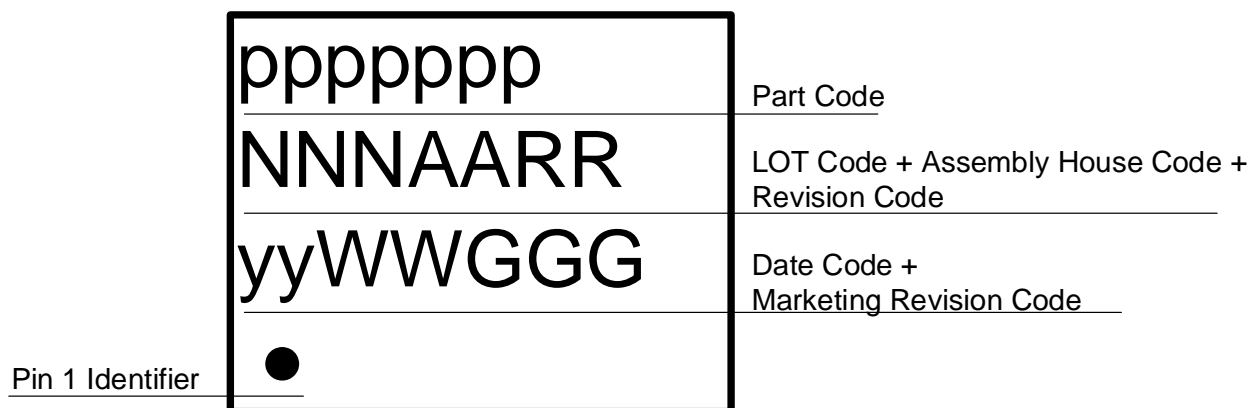 ppppppp
Part Code
NNNAARR
LOT Code + Assembly House Code +
Revision Code
yyWWGGG
Date Code +
Marketing Revision Code
Pin 1 Identifier